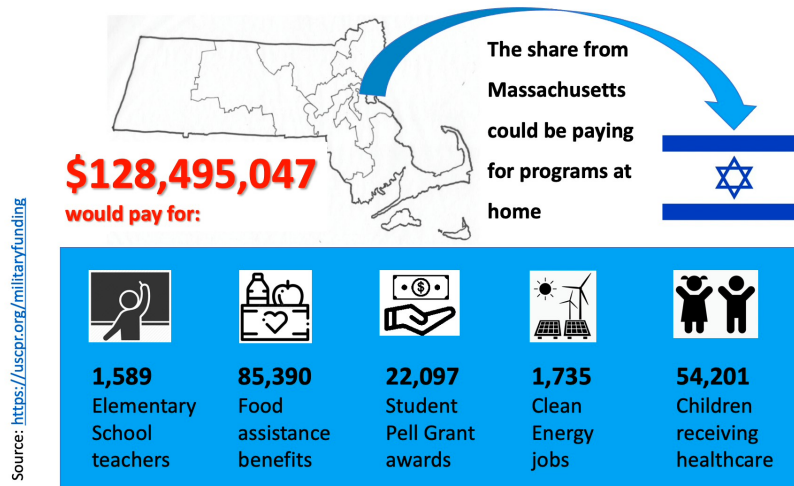 The share from
Massachusetts
could be paying
for programs at
home
$128,495,047
would pay for:
1,589
Elementary
School
teachers
85,390
Food
assistance
benefits
$
22,097
Student
Pell Grant
awards
1,735
Clean
Energy
jobs
54,201
Children
receiving
healthcare
Source: https://uscpr.org/militaryfunding